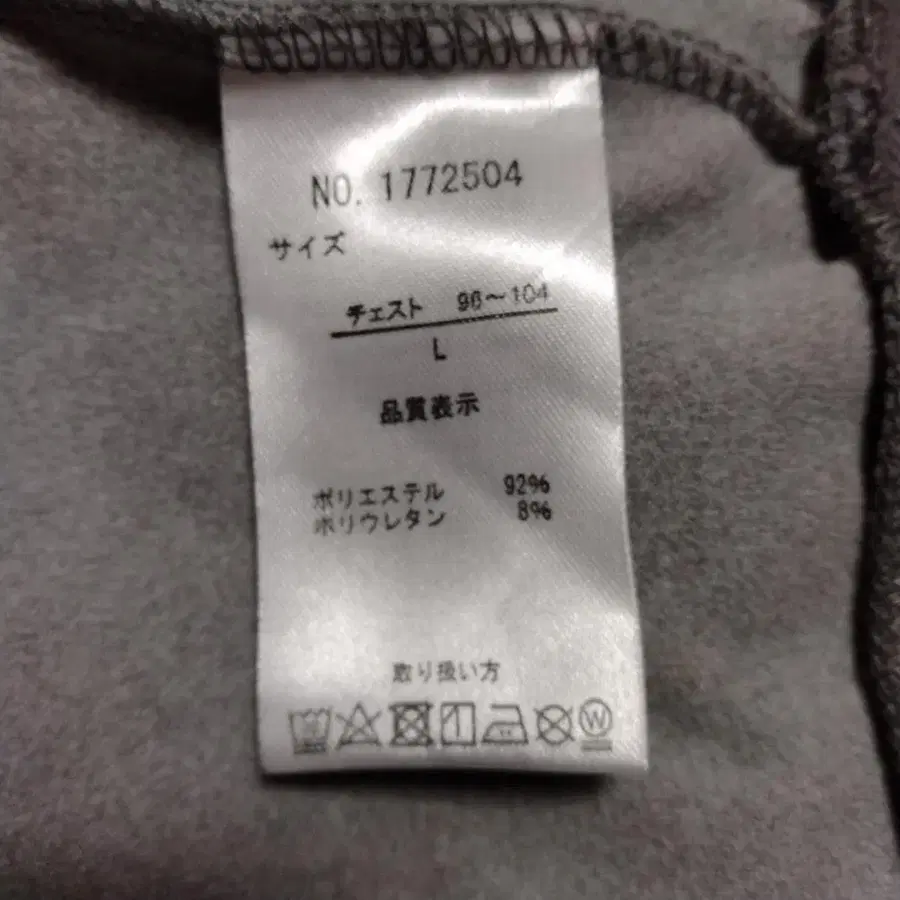 NO. 1772504
サイズ
チェスト 96〜104
L
品質表示
ポリエステル 92%
ポリウレタン 8%
取り扱い方
W